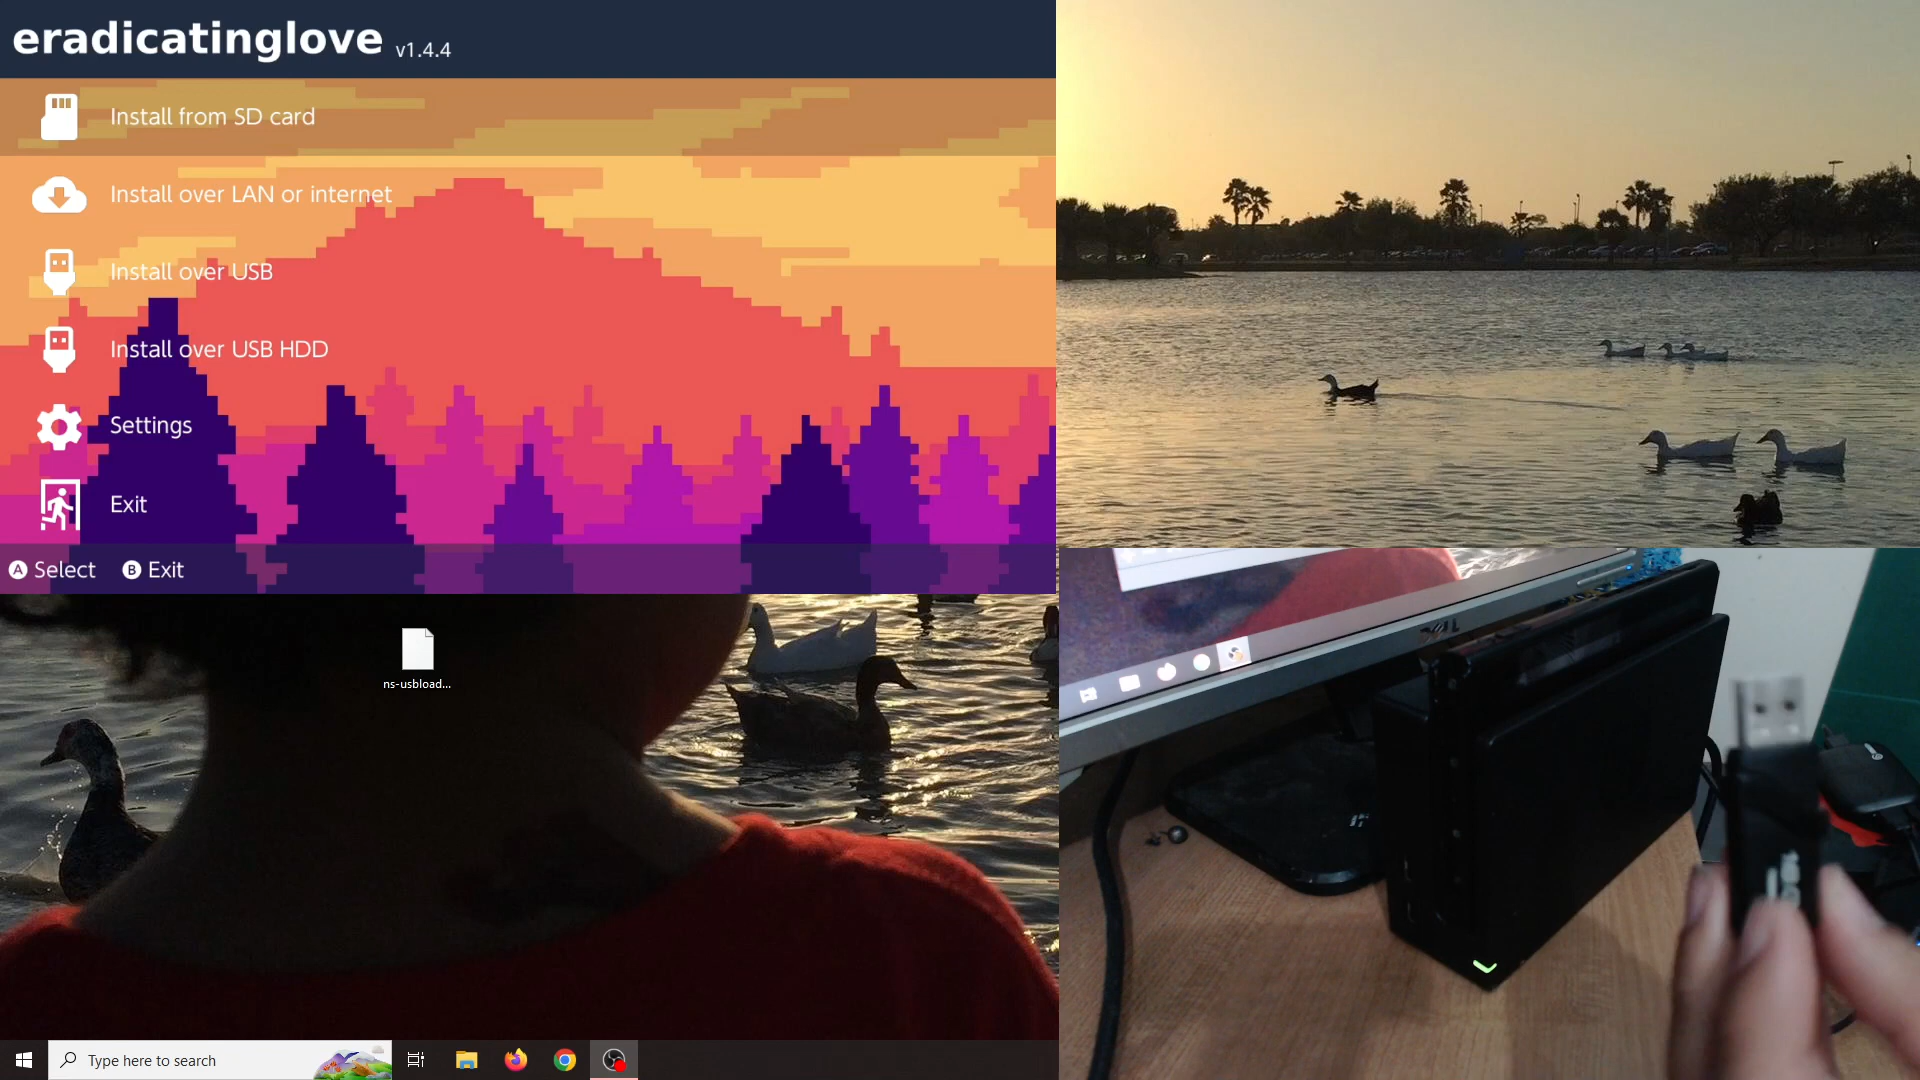 eradicatinglove v1.4.4
Install from SD card
Install over LAN or internet
Install over USB
Install over USB HDD
Settings
Exit
A Select B Exit
ns-usbload...
Type here to search
DELL